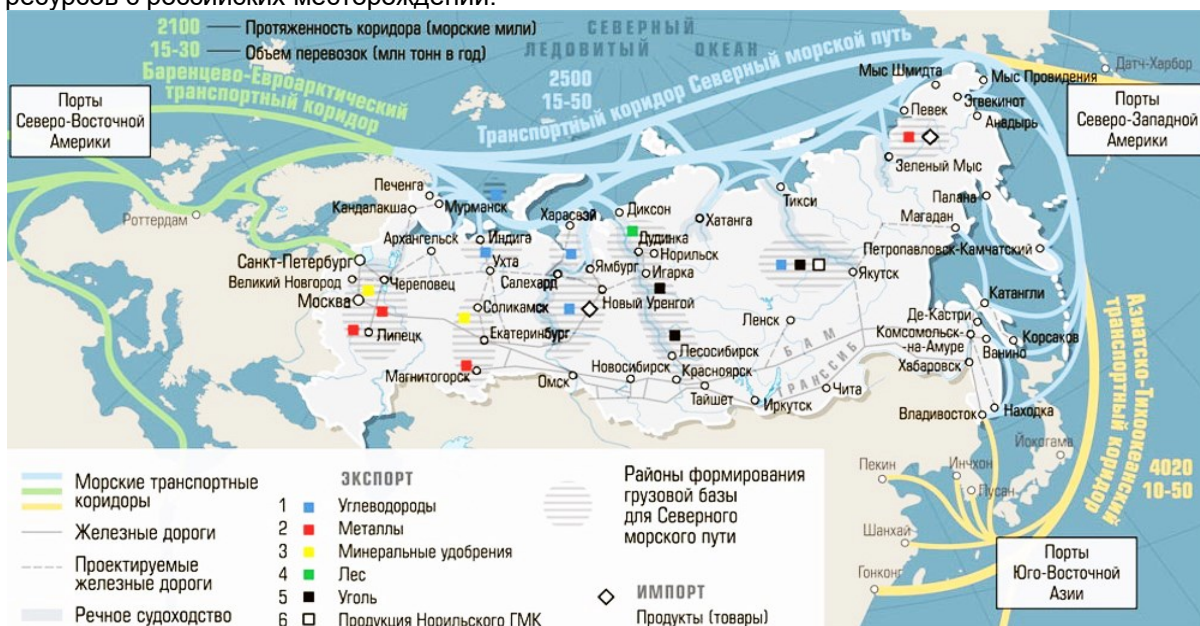 ресурсов с российских месторождений.
2100 — Протяженность коридора (морские мили)
15-30 — Объем перевозок (млн тонн в год)
СЕВЕРНЫЙ
ЛЕДОВИТЫЙ ОКЕАН
Баренцево-Евроарктический
транспортный коридор
2500
15-50
Транспортный коридор Северный морской путь
Порты
Северо-Восточной
Америки
Порты
Северо-Западной
Америки
Датч-Харбор
Мыс Шмидта
Мыс Провидения
Певек
Эгвекинот
Анадырь
Зеленый Мыс
Роттердам
Печенга
Кандалакша
Мурманск
Харасвэй
Диксон
Хатанга
Тикси
Палана
Магадан
Архангельск
Индига
Дудинка
Норильск
Петропавловск-Камчатский
Санкт-Петербург
Ухта
Ямбург
Игарка
Якутск
Великий Новгород
Череповец
Салехард
Москва
Соликамск
Новый Уренгой
Катангли
Липецк
Екатеринбург
Ленск
Де-Кастри
Комсомольск-
-на-Амуре
Корсаков
Ванино
Хабаровск
БАМ
ТРАНССИБ
Лесосибирск
Магнитогорск
Омск
Новосибирск
Красноярск
Тайшет
Иркутск
Чита
Владивосток
Находка
Азиатско-Тихоокеанский
транспортный коридор
4020
10-50
Йокогама
Пекин
Инчхон
Пусан
Шанхай
Гонконг
Порты
Юго-Восточной
Азии
Морские транспортные
коридоры
Железные дороги
Проектируемые
железные дороги
Речное судоходство
ЭКСПОРТ
1 Углеводороды
2 Металлы
3 Минеральные удобрения
4 Лес
5 Уголь
6 Продукция Норильского ГМК
Районы формирования
грузовой базы
для Северного
морского пути
ИМПОРТ
Продукты (товары)